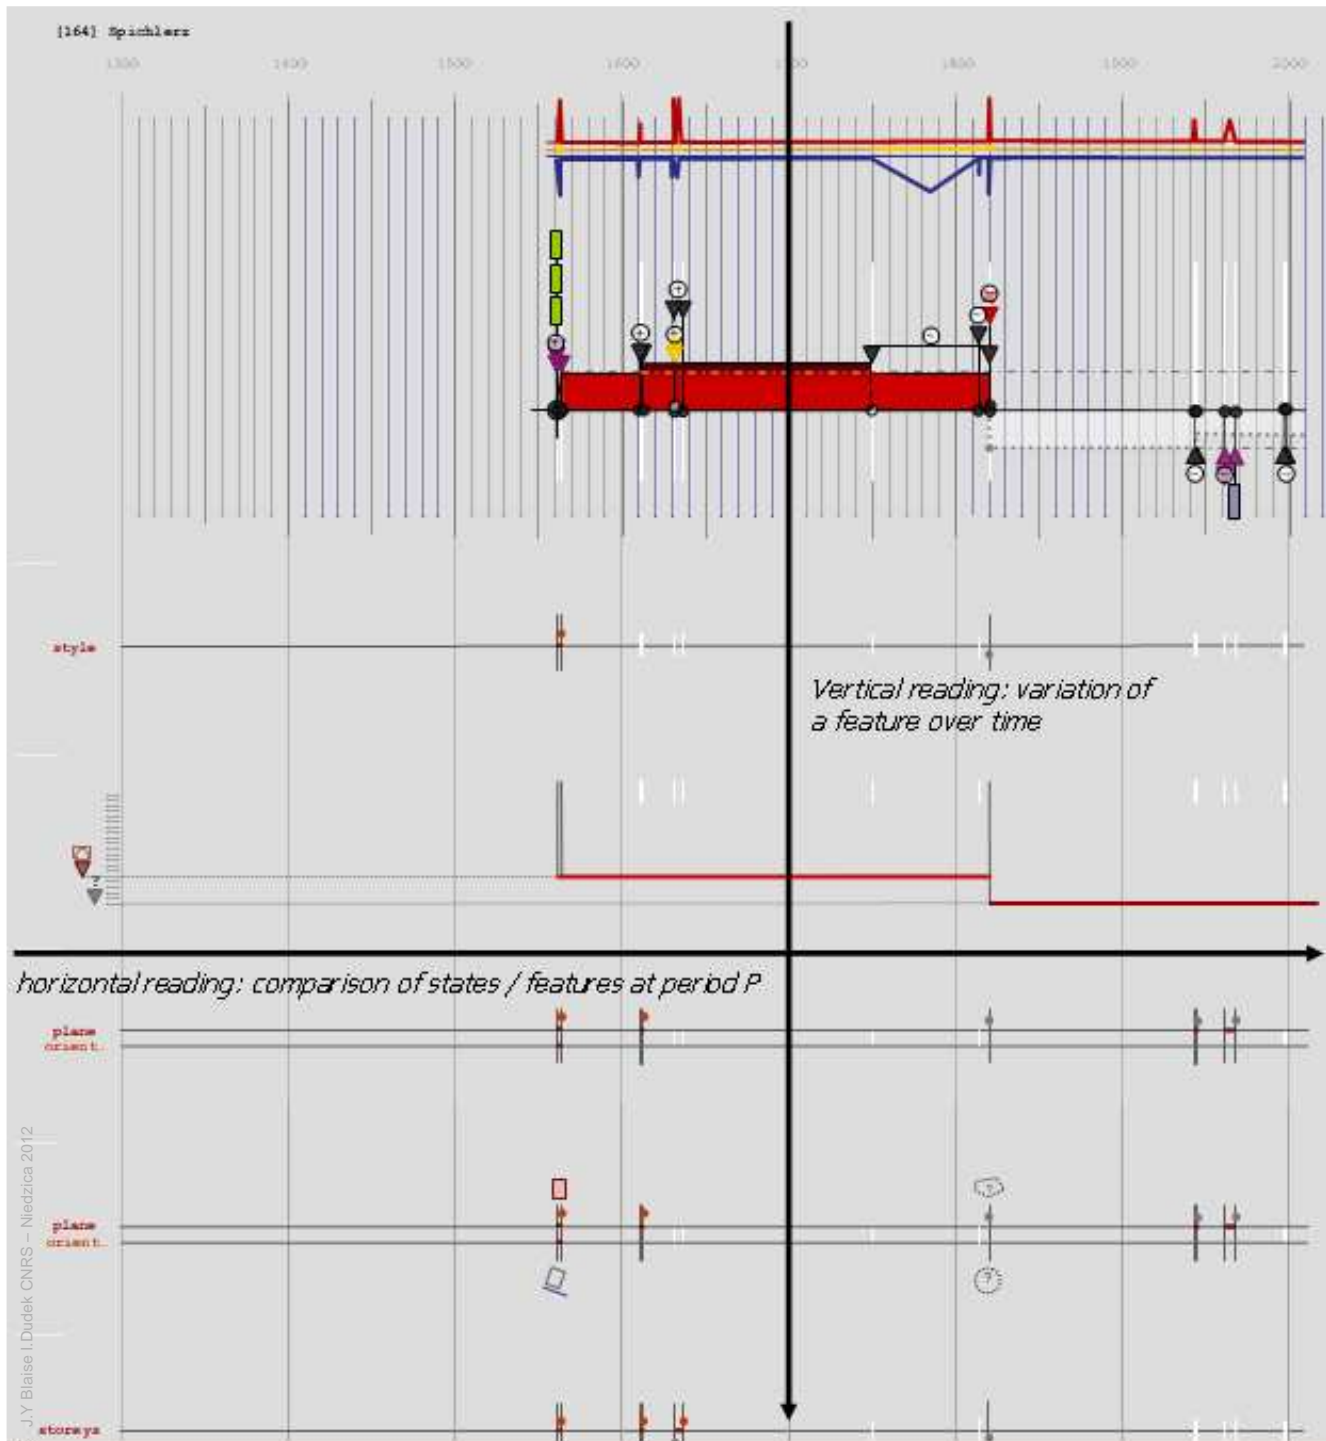 [164] Spichlerz
1300 1400 1500 1600 1700 1800 1900 2000
style
Vertical reading: variation of
a feature over time
?
horizontal reading: comparison of states / features at period P
plane
orient.
plane
orient.
?
?
storeys
J.Y Blaise I.Dudek CNRS – Niedzica 2012